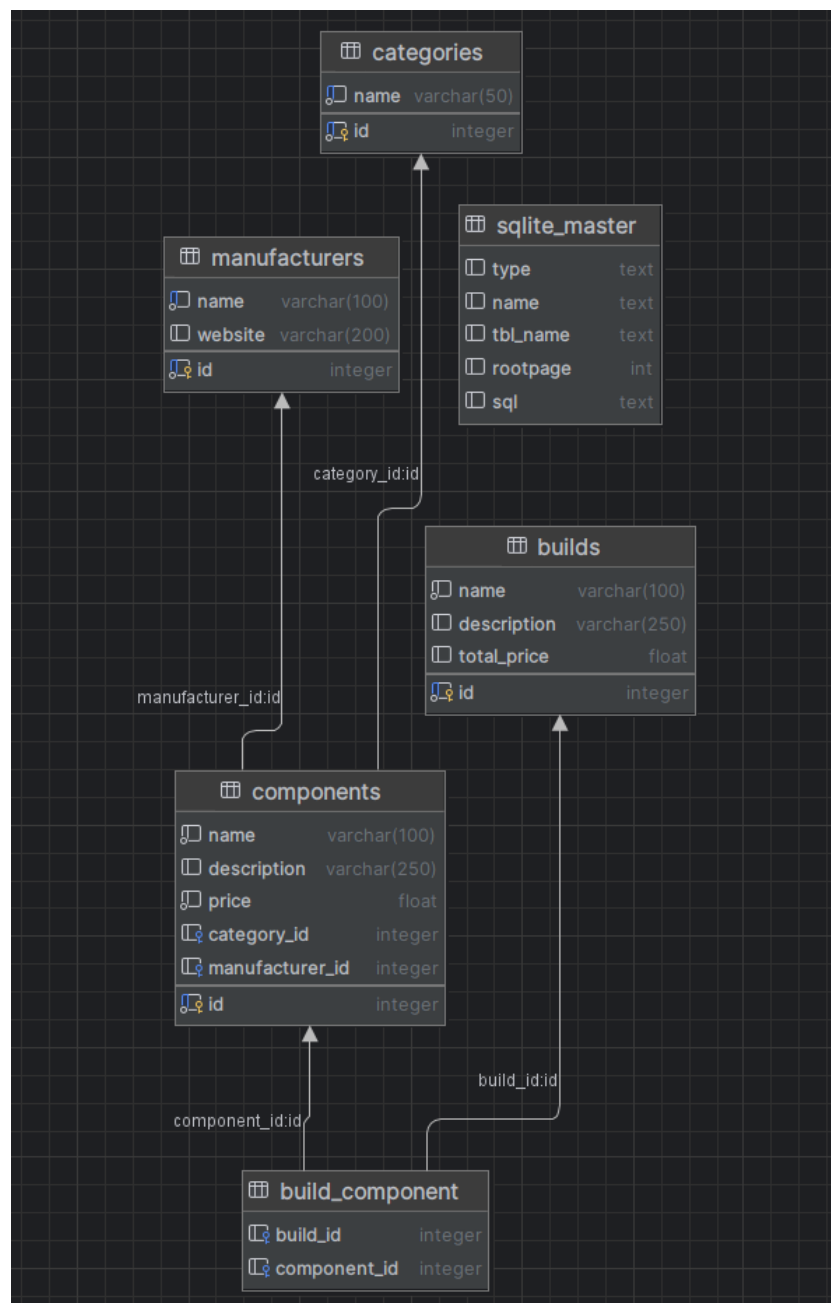 categories
name varchar(50)
id integer
sqlite_master
type text
name text
tbl_name text
rootpage int
sql text
manufacturers
name varchar(100)
website varchar(200)
id integer
category_id:id
builds
name varchar(100)
description varchar(250)
total_price float
id integer
manufacturer_id:id
components
name varchar(100)
description varchar(250)
price float
category_id integer
manufacturer_id integer
id integer
build_id:id
component_id:id
build_component
build_id integer
component_id integer